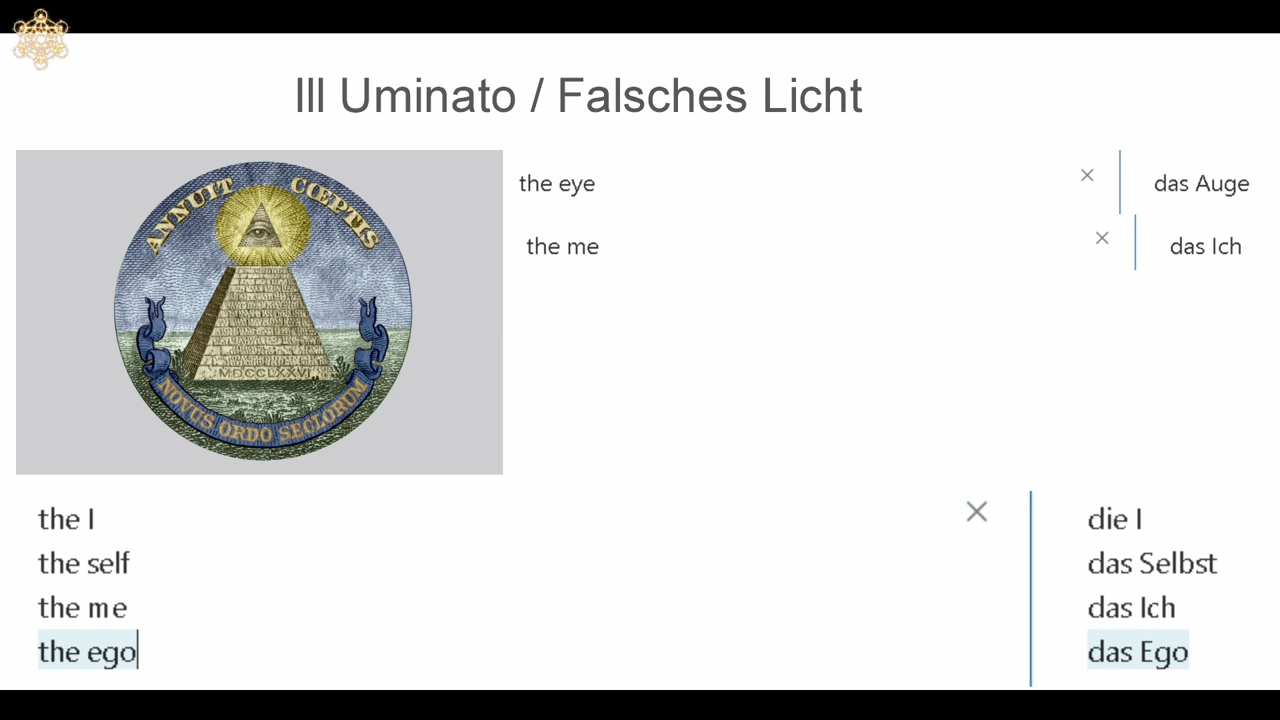 Ill Uminato / Falsches Licht
ANNUIT CŒPTIS
MDCCLXXVI
NOVUS ORDO SECLORUM
the eye
das Auge
the me
das Ich
the I
the self
the me
the ego
die I
das Selbst
das Ich
das Ego